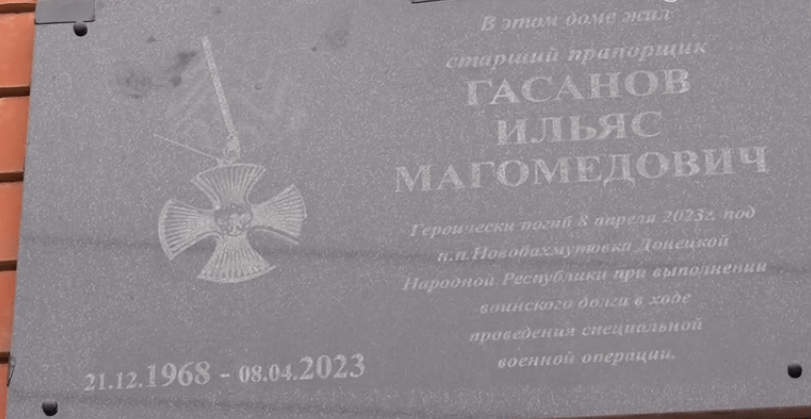 В этом доме жил
старший прапорщик
ГАСАНОВ
ИЛЬЯС
МАГОМЕДОВИЧ
Героически погиб 8 апреля 2023г. под
н.п.Новобахмутовка Донецкой
Народной Республики при выполнении
воинского долга в ходе
проведения специальной
военной операции.
21.12.1968 - 08.04.2023